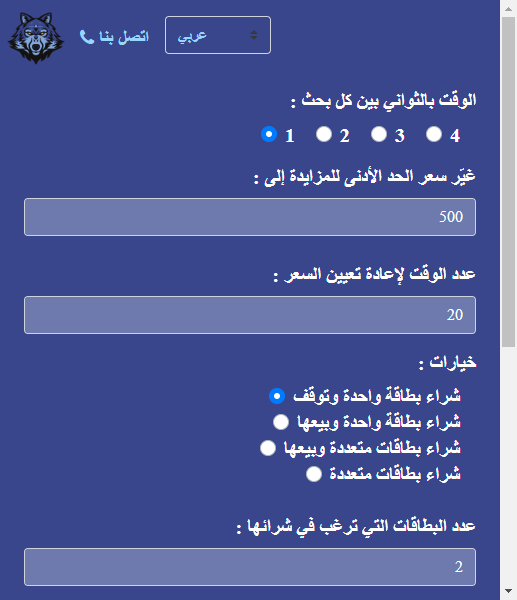 عربي اتصل بنا
الوقت بالثواني بين كل بحث :
4 3 2 1
غيّر سعر الحد الأدنى للمزايدة إلى :
500
عدد الوقت لإعادة تعيين السعر :
20
خيارات :
شراء بطاقة واحدة وتوقف
شراء بطاقة واحدة وبيعها
شراء بطاقات متعددة وبيعها
شراء بطاقات متعددة
عدد البطاقات التي ترغب في شرائها :
2